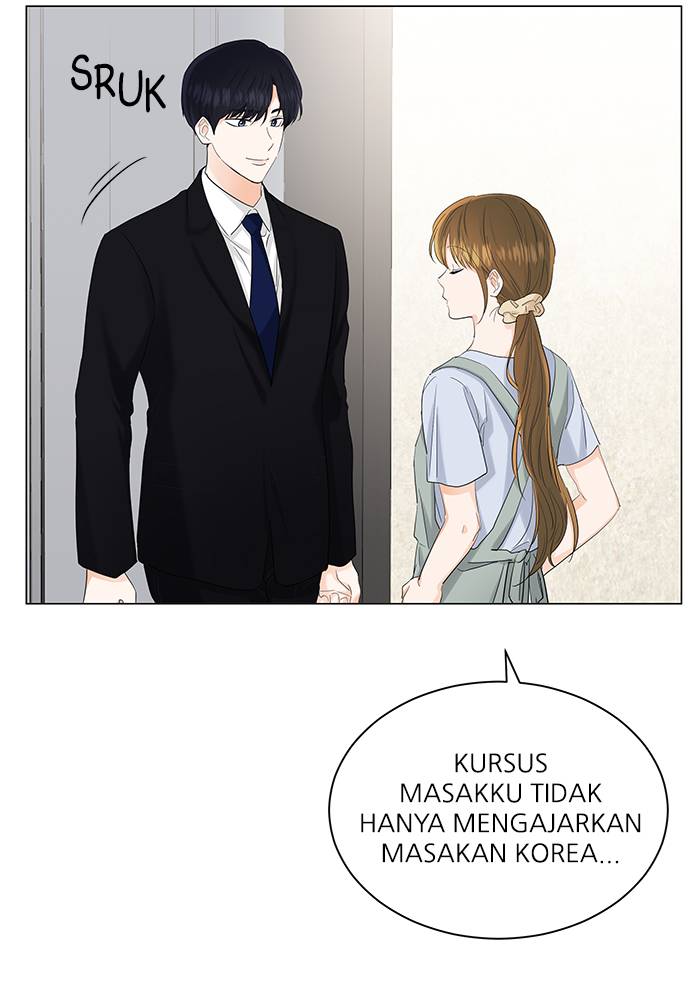 SRUK
KURSUS
MASAKKU TIDAK
HANYA MENGAJARKAN
MASAKAN KOREA...